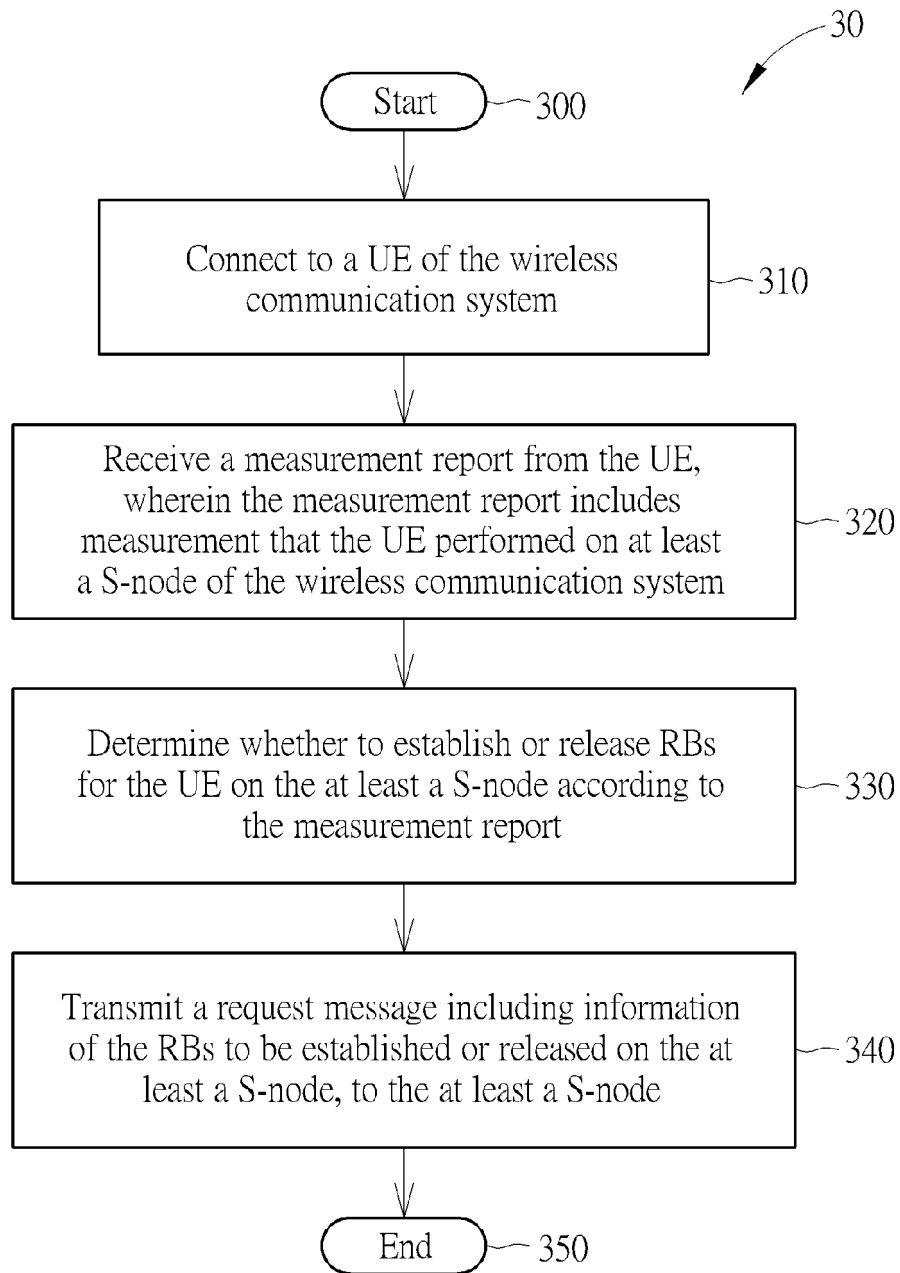 30
Start
300
Connect to a UE of the wireless
communication system
310
Receive a measurement report from the UE,
wherein the measurement report includes
measurement that the UE performed on at least
a S-node of the wireless communication system
320
Determine whether to establish or release RBs
for the UE on the at least a S-node according to
the measurement report
330
Transmit a request message including information
of the RBs to be established or released on the at
least a S-node, to the at least a S-node
340
End
350